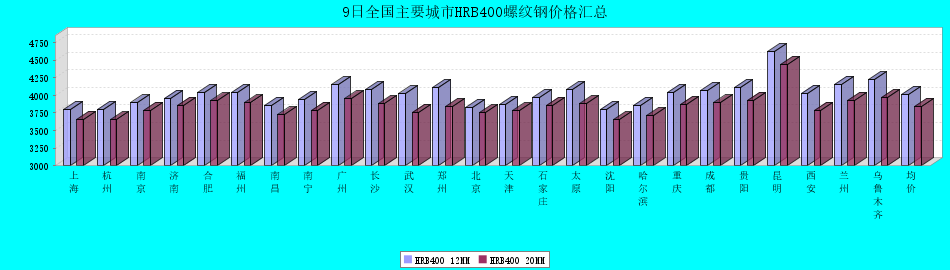 9日全国主要城市HRB400螺纹钢价格汇总
4750
4500
4250
4000
3750
3500
3250
3000
上海 杭州 南京 济南 合肥 福州 南昌 南宁 广州 长沙 武汉 郑州 北京 天津 石家庄 太原 沈阳 哈尔滨 重庆 成都 贵阳 昆明 西安 兰州 乌鲁木齐 均价
HRB400 12MM HRB400 20MM